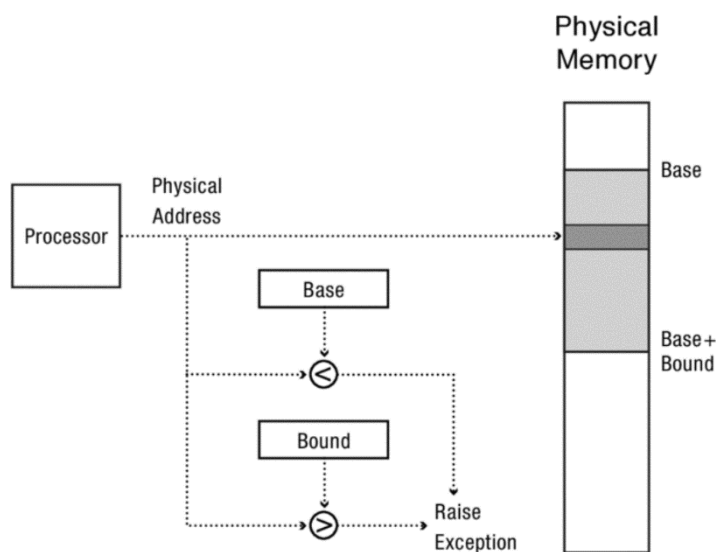 Physical
Memory
Base
Physical
Address
Processor
Base
<
Base+
Bound
Bound
>
Raise
Exception